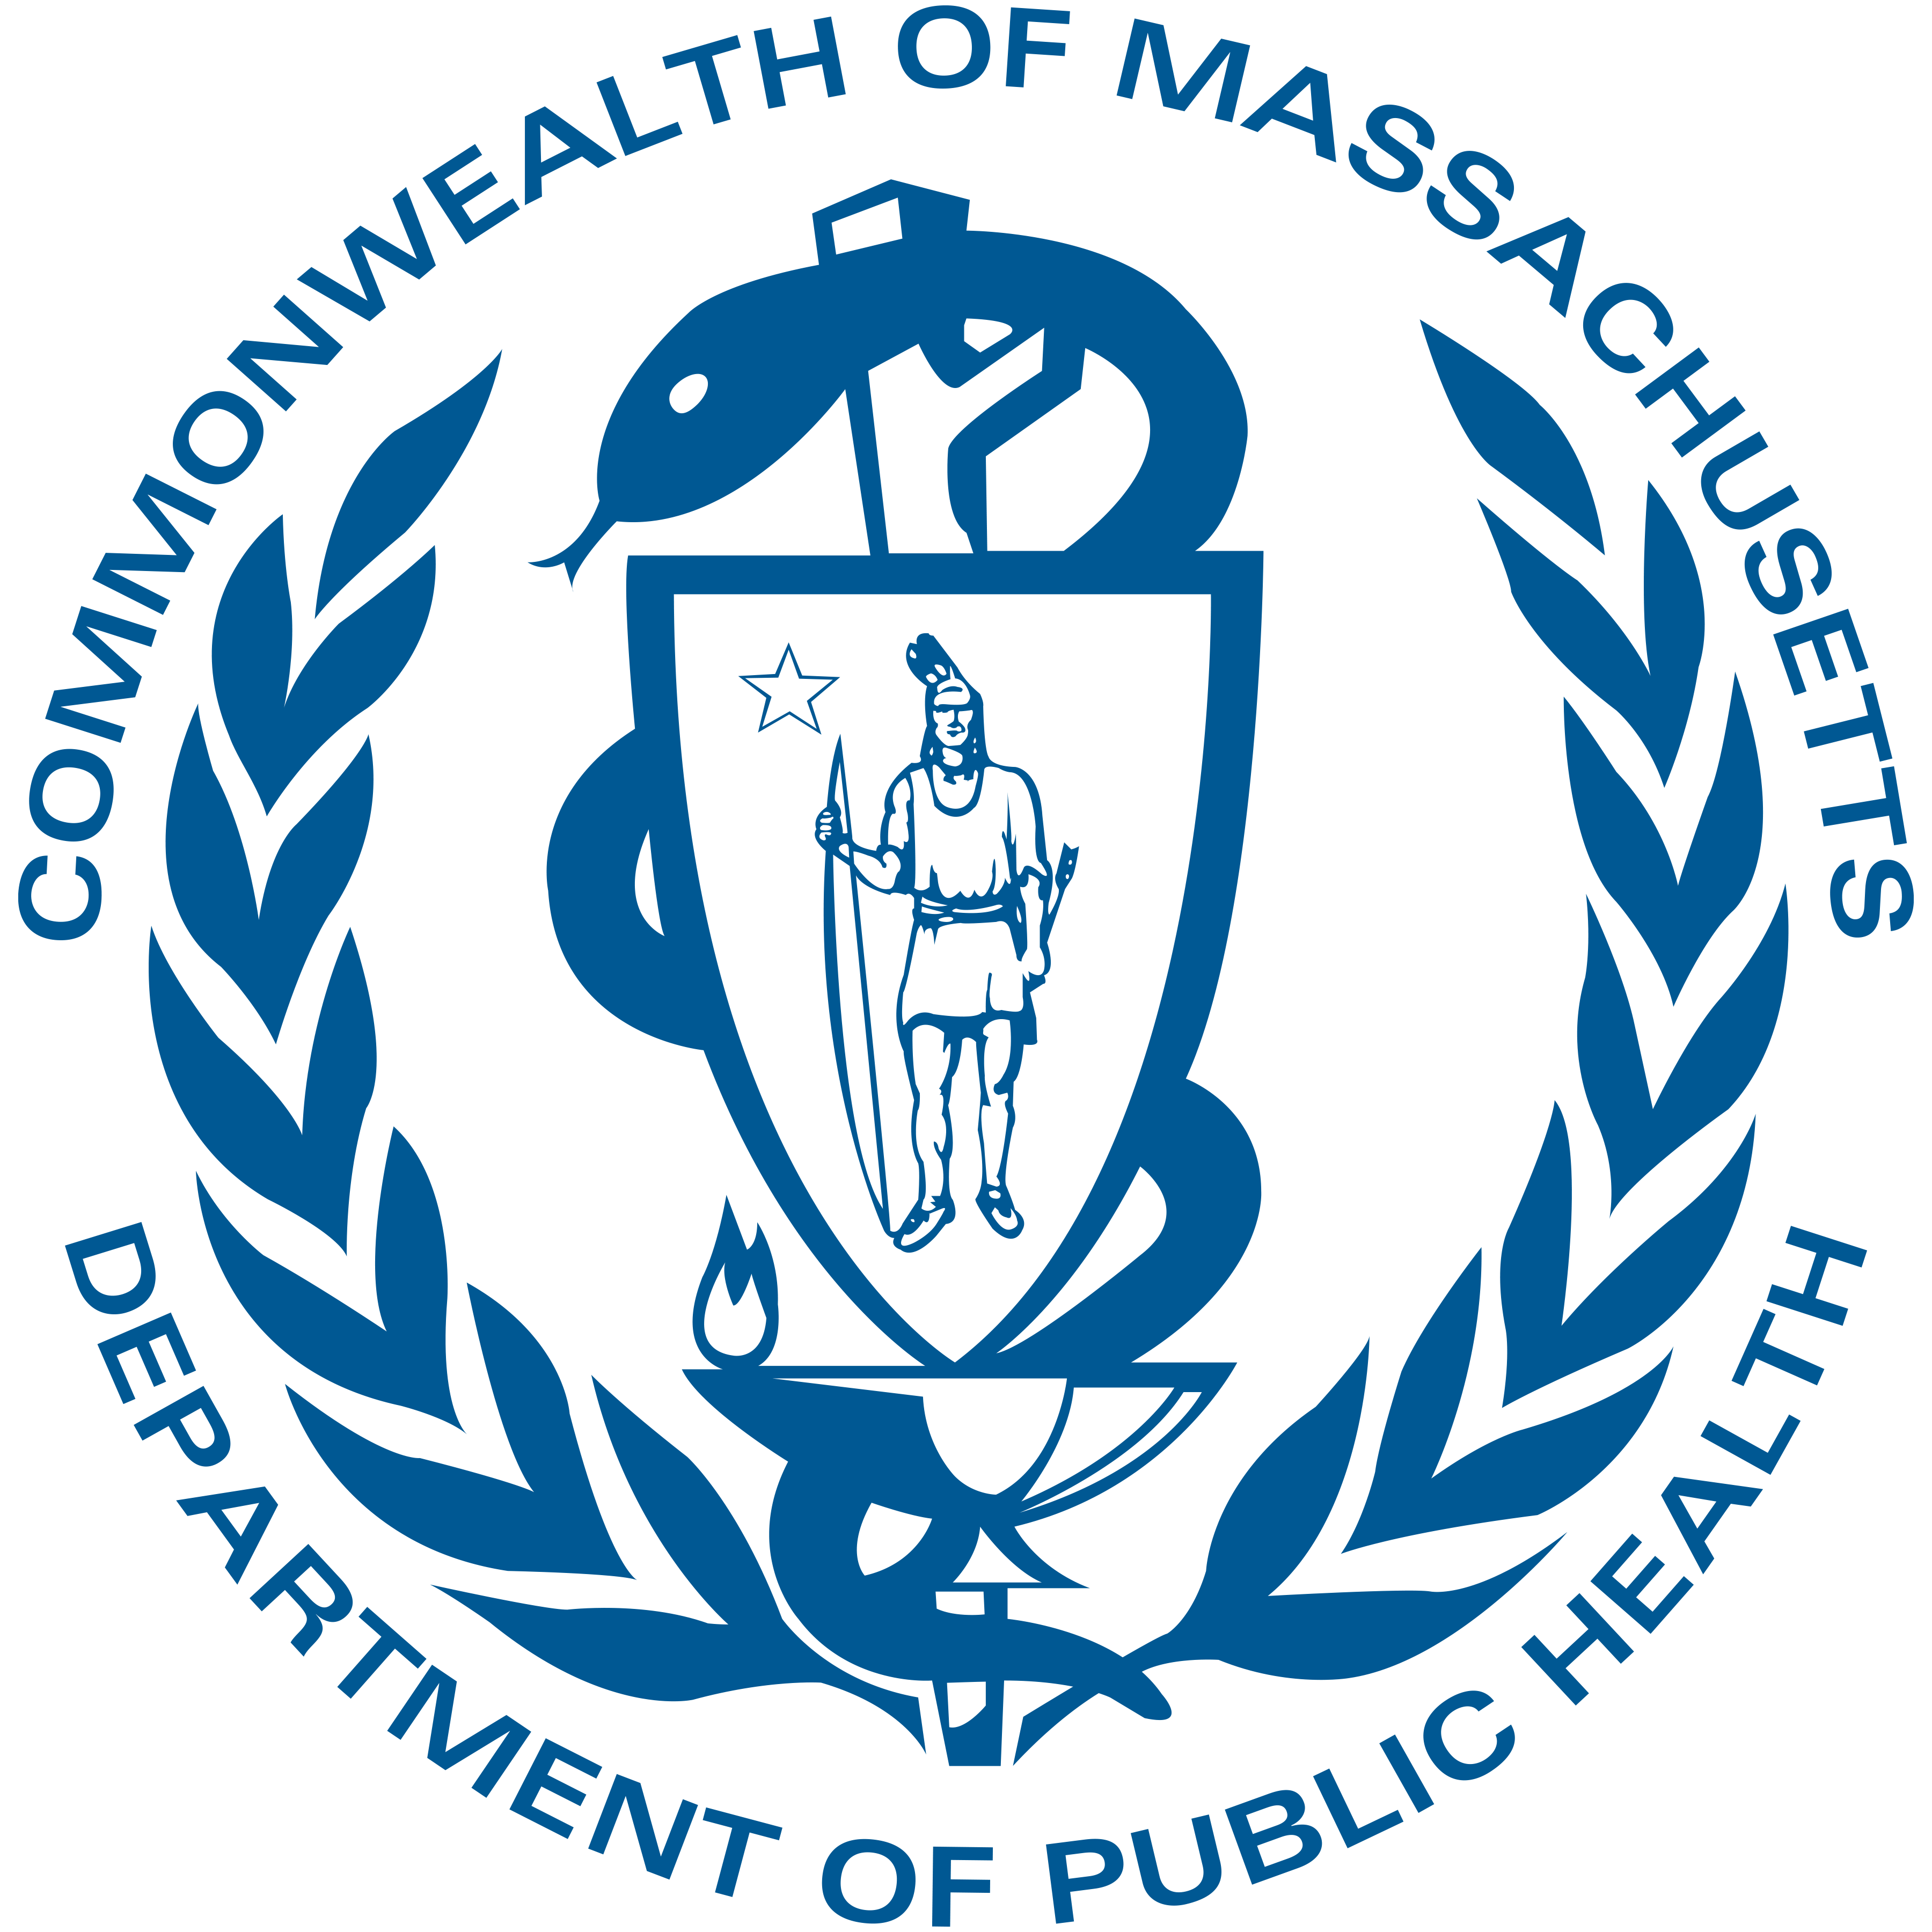 COMMONWEALTH OF MASSACHUSETTS
DEPARTMENT OF PUBLIC HEALTH